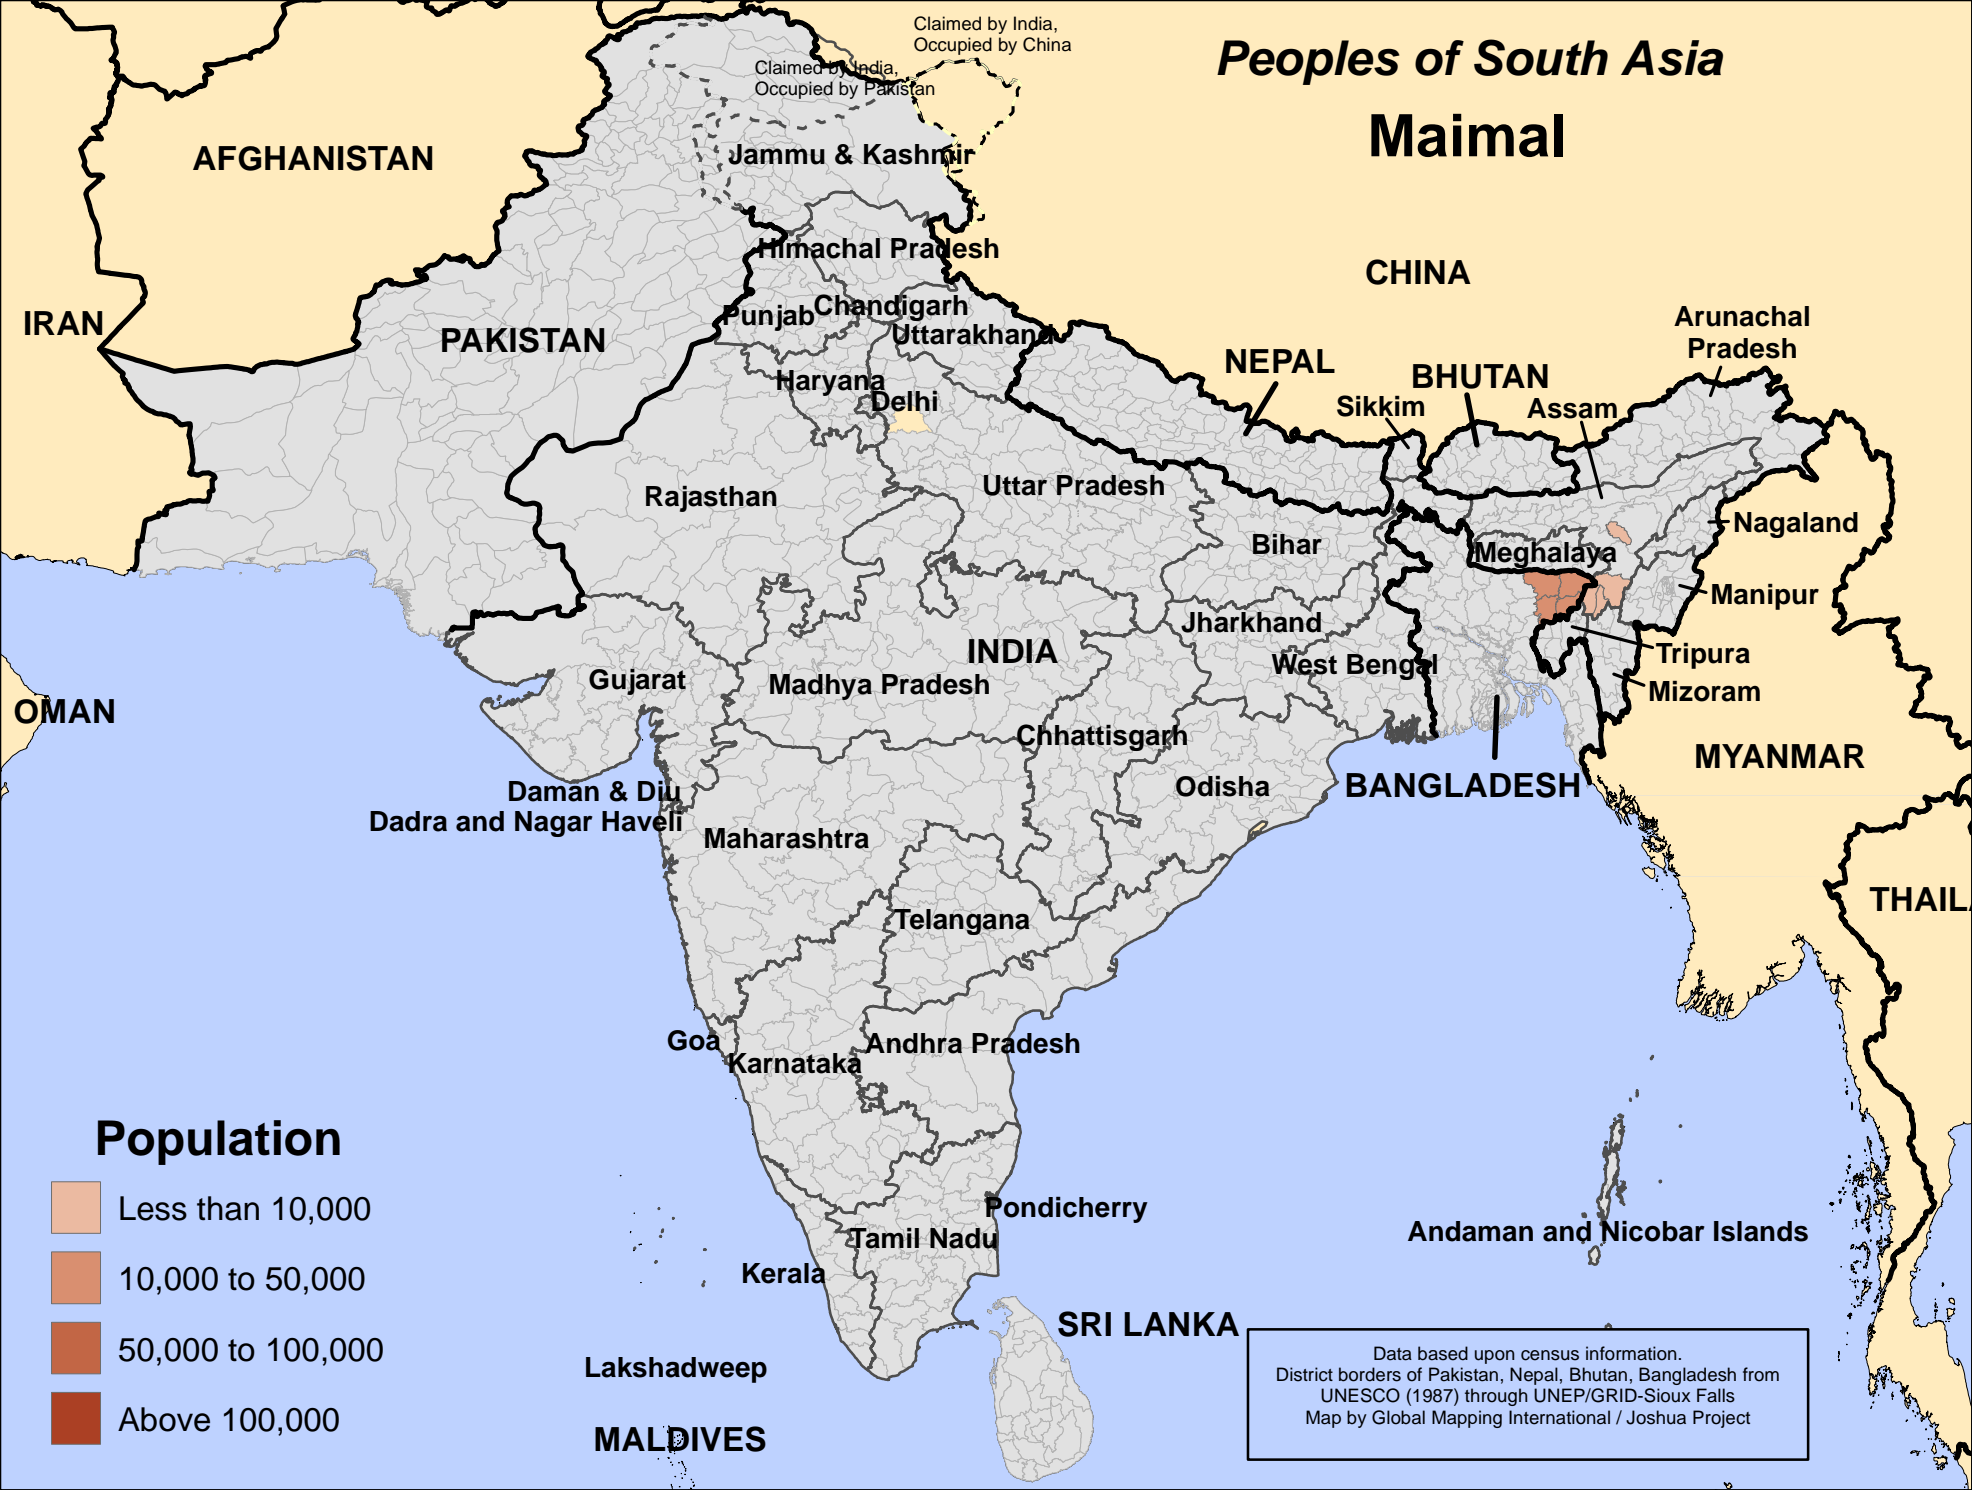 Claimed by India,
Occupied by China
Peoples of South Asia
Claimed by India,
Occupied by Pakistan
Maimal
AFGHANISTAN
Jammu & Kashmir
Himachal Pradesh
CHINA
IRAN
Punjab
Chandigarh
Arunachal
Pradesh
PAKISTAN
Uttarakhand
NEPAL
BHUTAN
Haryana
Delhi
Sikkim
Assam
Rajasthan
Uttar Pradesh
Nagaland
Bihar
Meghalaya
Manipur
Jharkhand
INDIA
Tripura
West Bengal
Gujarat
Madhya Pradesh
Mizoram
OMAN
Chhattisgarh
MYANMAR
Odisha
BANGLADESH
Daman & Diu
Dadra and Nagar Haveli
Maharashtra
THAIL
Telangana
Goa
Andhra Pradesh
Karnataka
Population
Less than 10,000
10,000 to 50,000
50,000 to 100,000
Above 100,000
Pondicherry
Andaman and Nicobar Islands
Tamil Nadu
Kerala
SRI LANKA
Lakshadweep
MALDIVES
Data based upon census information.
District borders of Pakistan, Nepal, Bhutan, Bangladesh from
UNESCO (1987) through UNEP/GRID-Sioux Falls
Map by Global Mapping International / Joshua Project